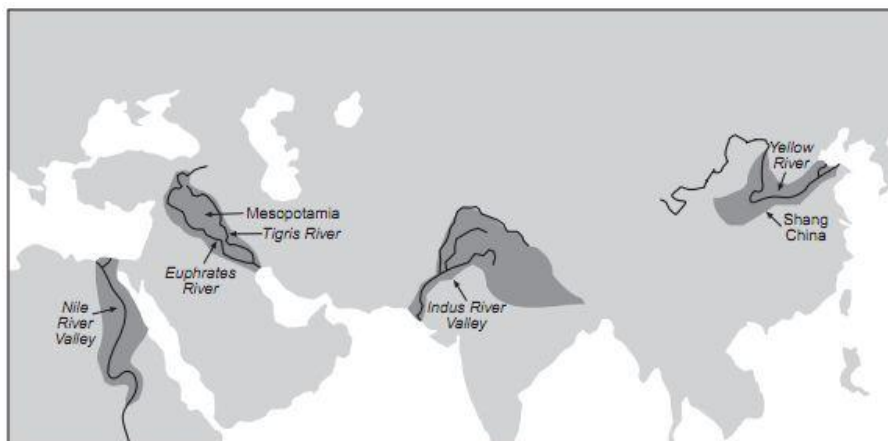 Yellow
River
Mesopotamia
Tigris River
Shang
China
Euphrates
River
Nile
River
Valley
Indus River
Valley